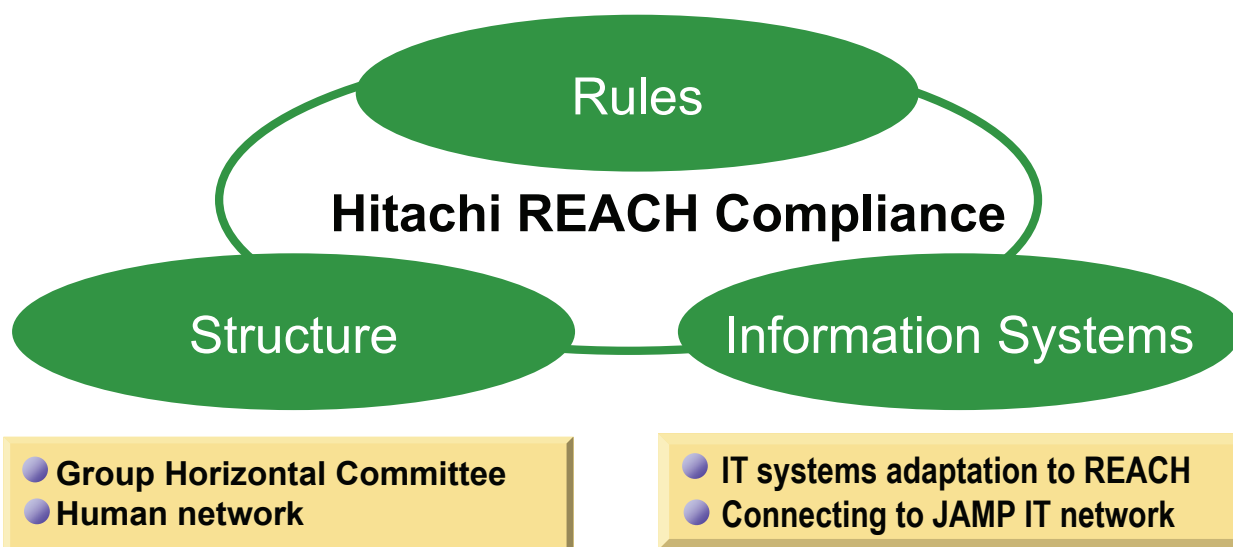 Rules
Hitachi REACH Compliance
Structure
Information Systems
Group Horizontal Committee
Human network
IT systems adaptation to REACH
Connecting to JAMP IT network